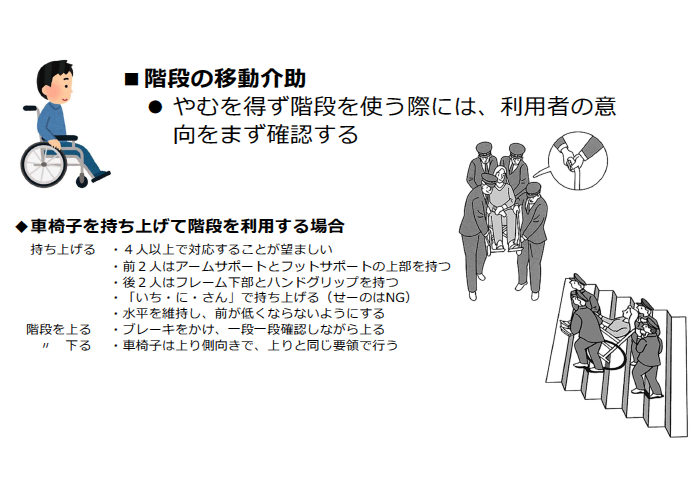 ■階段の移動介助
● やむを得ず階段を使う際には、利用者の意
向をまず確認する
◆車椅子を持ち上げて階段を利用する場合
持ち上げる ・４人以上で対応することが望ましい
・前２人はアームサポートとフットサポートの上部を持つ
・後２人はフレーム下部とハンドグリップを持つ
・「いち・に・さん」で持ち上げる（せーのはNG）
・水平を維持し、前が低くならないようにする
階段を上る ・ブレーキをかけ、一段一段確認しながら上る
〃 下る ・車椅子は上り側向きで、上りと同じ要領で行う